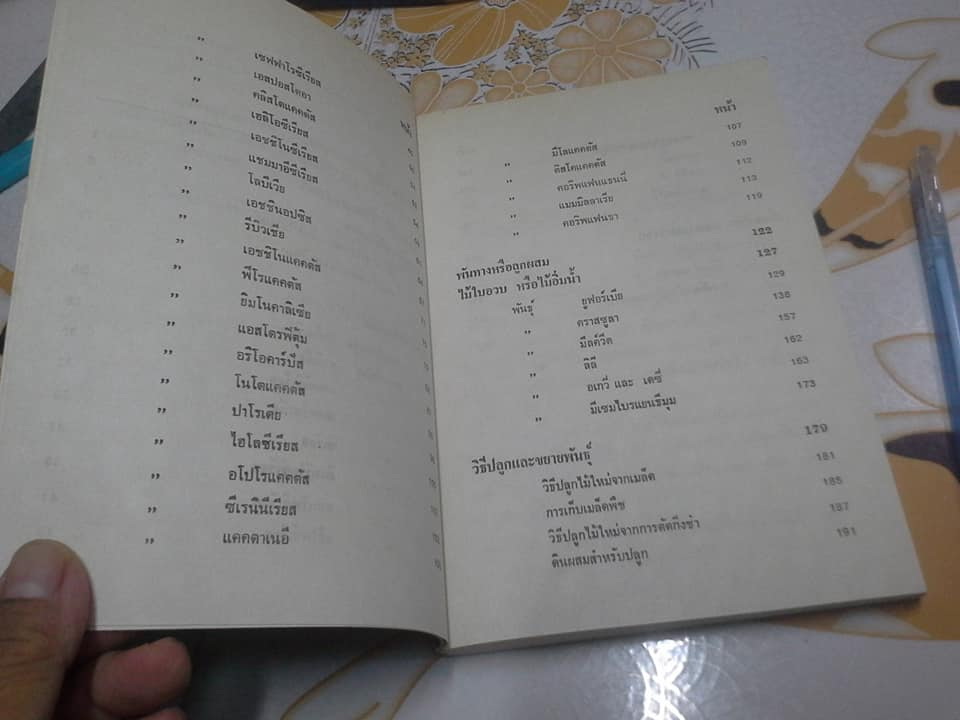 หน้า
” เซฟฟาโรซีเรียส
” เอสปอสโตอา
” คลิสโตแคคตัส
” เฮลิโอซีเรียส
” เอชชีโนซีเรียส
” แชมมาอีซีเรียส
” โลบีเวีย
” เอชชินอปซิส
” รีบิวเชีย
” เอชชิโนแคคตัส
” ฟีโรแคคตัส
” ยิมโนคาลิเซีย
” แอสโตรฟีตุ้ม
” อริโอคาร์ปัส
” โนโตแคคตัส
” ปาโรเดีย
” ไฮโลซีเรียส
” อโปโรแคคตัส
” ซีเรนินีเรียส
” แคคตาเนอี
หน้า
” มีโลแคคตัส 107
” ดิสโคแคคตัส 109
” คอริพแฟนแธนนี่ 112
” แมมมิลลาเรีย 113
” คอริพแฟนธา 119
พันทางหรือลูกผสม 122
ไม้ใบอวบ หรือไม้อิ่มน้ำ 127
พันธุ์ ยูฟอร์เบีย 129
” คราสซูลา 138
” มีลค์วีด 157
” ลิลี 162
” อเกวี่ และ เดซี่ 163
” มีเซมไบรแยนธีมุม 173
วิธีปลูกและขยายพันธุ์ 179
วิธีปลูกไม้ใหม่จากเมล็ด 181
การเก็บเมล็ดพืช 185
วิธีปลูกไม้ใหม่จากการตัดกิ่งชำ 187
ดินผสมสำหรับปลูก 191